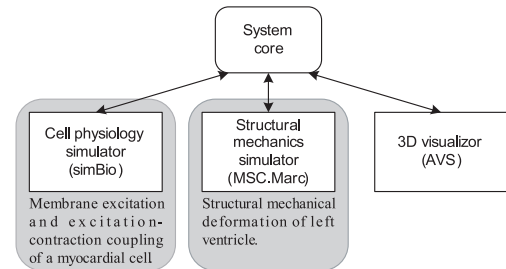 System
core
Cell physiology
simulator
(simBio)
Structural
mechanics
simulator
(MSC.Marc)
3D visualizor
(AVS)
Membrane excitation
and excitation-
contraction coupling
of a myocardial cell
Structural mechanical
deformation of left
ventricle.